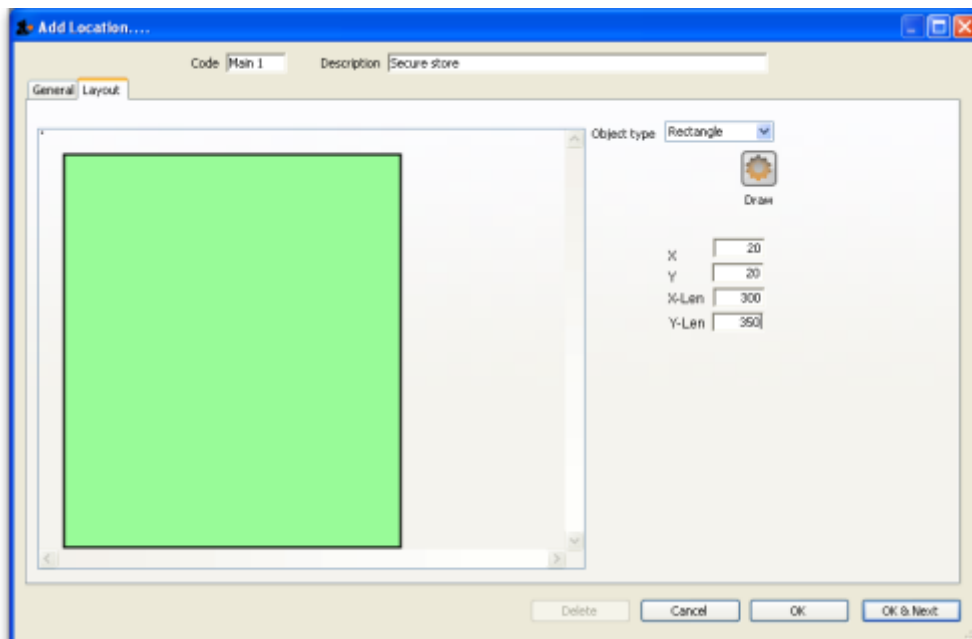 Add Location....
Code Main 1 Description Secure store
General Layout
Object type Rectangle
Draw
X 20
Y 20
X-Len 300
Y-Len 350
Delete Cancel OK OK & Next